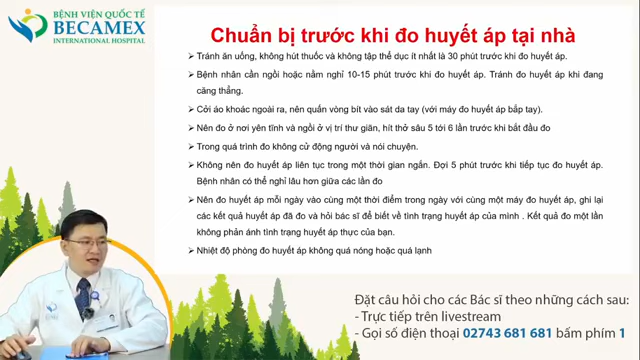 BỆNH VIỆN QUỐC TẾ
BECAMEX
INTERNATIONAL HOSPITAL
Chuẩn bị trước khi đo huyết áp tại nhà
➤ Tránh ăn uống, không hút thuốc và không tập thể dục ít nhất là 30 phút trước khi đo huyết áp.
➤ Bệnh nhân cần ngồi hoặc nằm nghỉ 10-15 phút trước khi đo huyết áp. Tránh đo huyết áp khi đang
căng thẳng.
➤ Cởi áo khoác ngoài ra, nên quấn vòng bít vào sát da tay (với máy đo huyết áp bắp tay).
➤ Nên đo ở nơi yên tĩnh và ngồi ở vị trí thư giãn, hít thở sâu 5 tới 6 lần trước khi bắt đầu đo
➤ Trong quá trình đo không cử động người và nói chuyện.
➤ Không nên đo huyết áp liên tục trong một thời gian ngắn. Đợi 5 phút trước khi tiếp tục đo huyết áp.
Bệnh nhân có thể nghỉ lâu hơn giữa các lần đo
➤ Nên đo huyết áp mỗi ngày vào cùng một thời điểm trong ngày với cùng một máy đo huyết áp, ghi lại
các kết quả huyết áp đã đo và hỏi bác sĩ để biết về tình trạng huyết áp của mình . Kết quả đo một lần
không phản ánh tình trạng huyết áp thực của bạn.
➤ Nhiệt độ phòng đo huyết áp không quá nóng hoặc quá lạnh
Đặt câu hỏi cho các Bác sĩ theo những cách sau:
- Trực tiếp trên livestream
- Gọi số điện thoại 02743 681 681 bấm phím 1